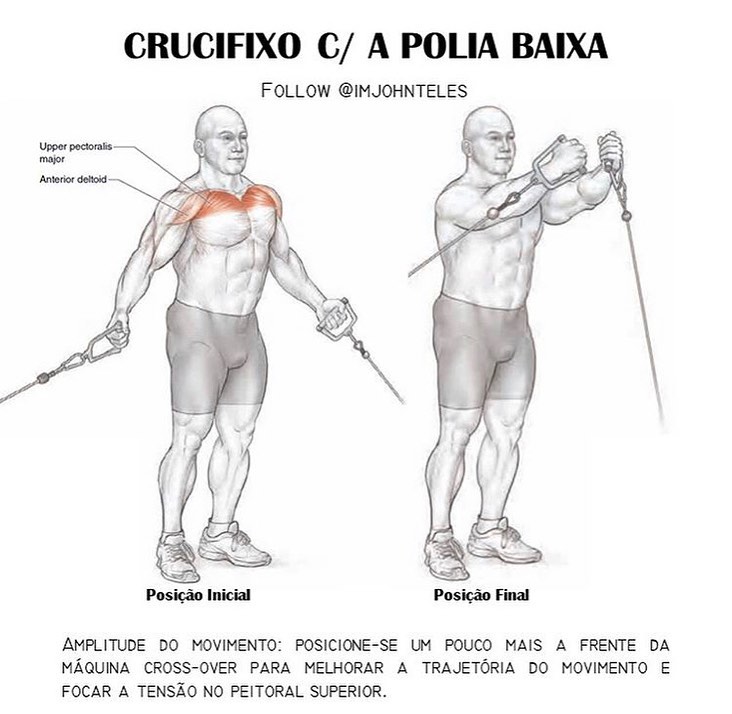 CRUCIFIXO C/ A POLIA BAIXA
FOLLOW @IMJOHNTELES
Upper pectoralis
major
Anterior deltoid
Posição Inicial
Posição Final
AMPLITUDE DO MOVIMENTO: POSICIONE-SE UM POUCO MAIS A FRENTE DA
MÁQUINA CROSS-OVER PARA MELHORAR A TRAJETÓRIA DO MOVIMENTO E
FOCAR A TENSÃO NO PEITORAL SUPERIOR.